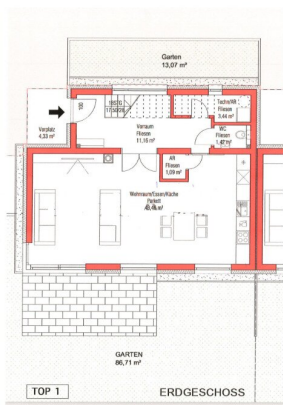 Garten
13,07 m²
Technik/WR
Fliesen
3,44 m²
Vorraum
Fliesen
11,18 m²
WC
Fliesen
1,47 m²
Vorplatz
4,33 m²
AR
Fliesen
1,09 m²
Wohnraum/Essen/Küche
Parkett
GARTEN
86,71 m²
TOP 1
ERDGESCHOSS